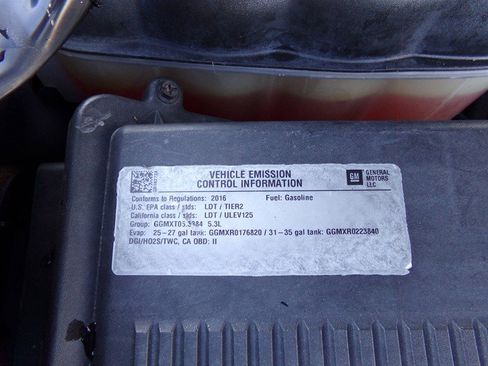 VEHICLE EMISSION
CONTROL INFORMATION
GM
GENERAL
MOTORS
LLC
Conforms to Regulations: 2016 Fuel: Gasoline
U.S. EPA class / stds: LDT / TIER2
California class / stds: LDT / ULEV125
Group: GGMXT05.3384 5.3L
Evap: 25-27 gal tank: GGMXR0176820 / 31-35 gal tank: GGMXR0223840
DGI/HO2S/TWC, CA OBD: II